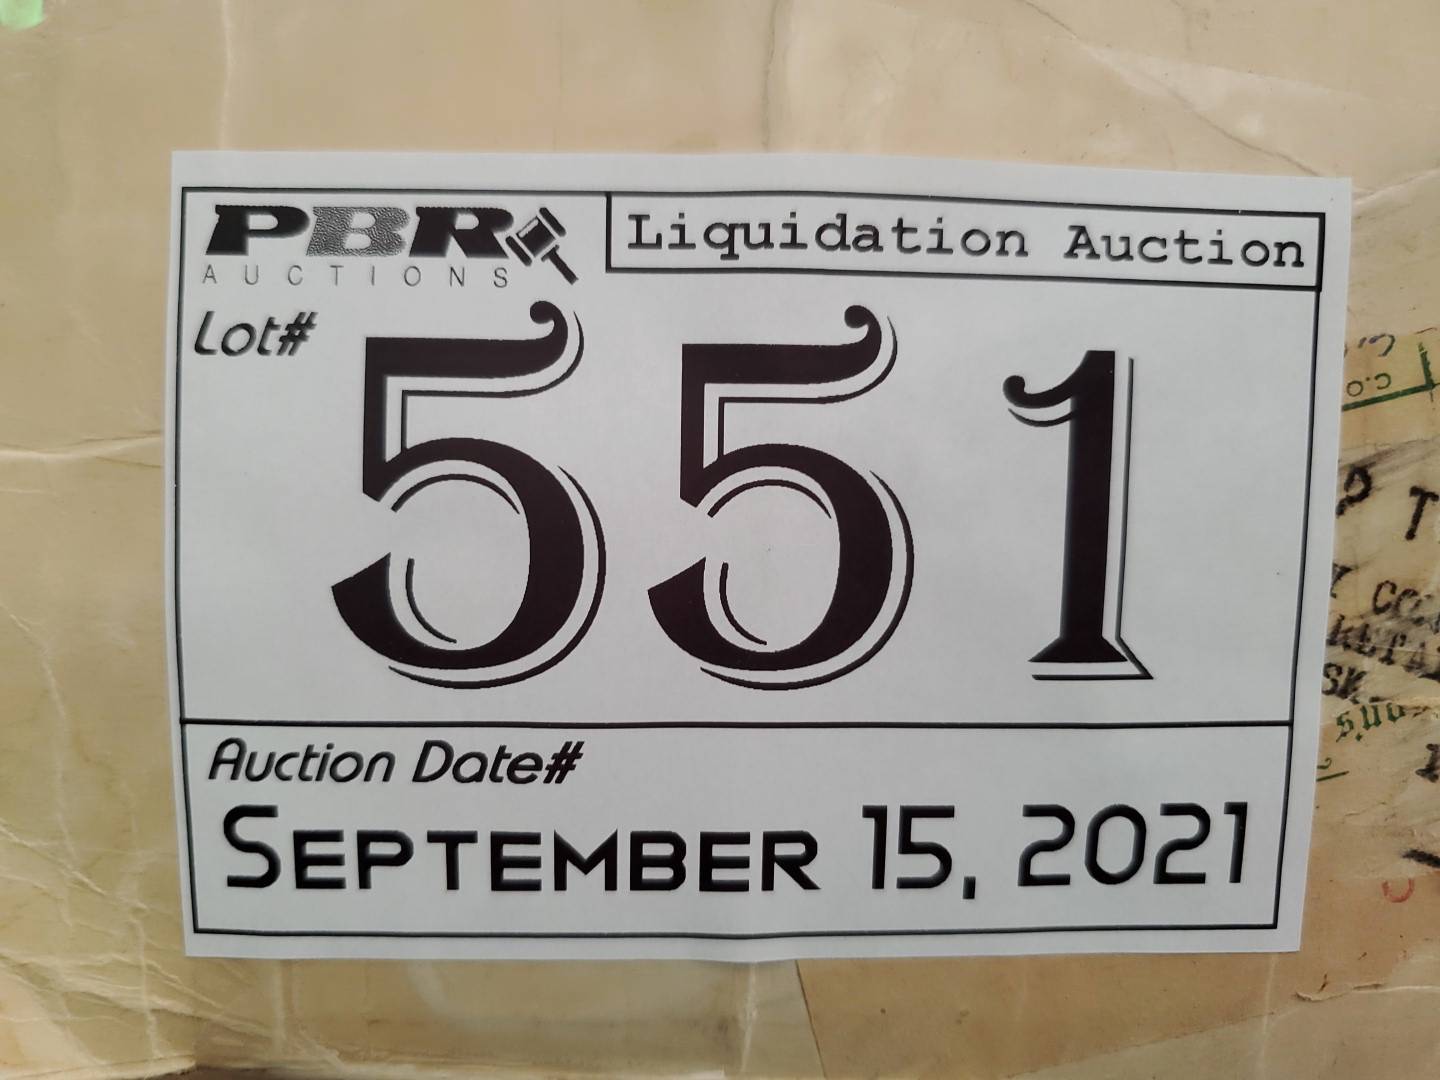 PBR
AUCTIONS
Liquidation Auction
Lot#
551
Auction Date#
SEPTEMBER 15, 2021
C.O.
P T